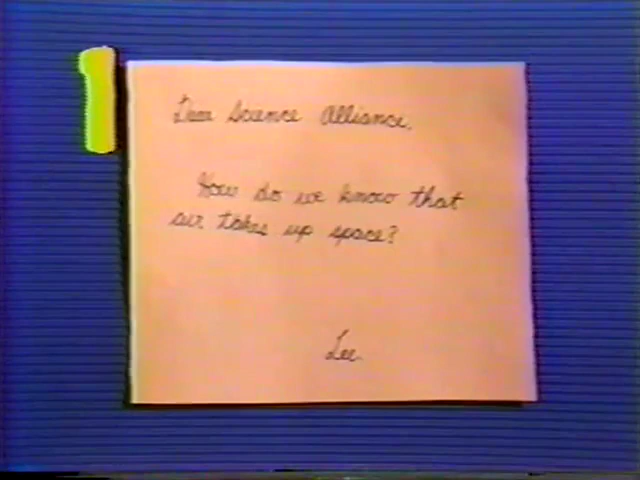 Dear Science Alliance,
How do we know that
air takes up space?
Lee